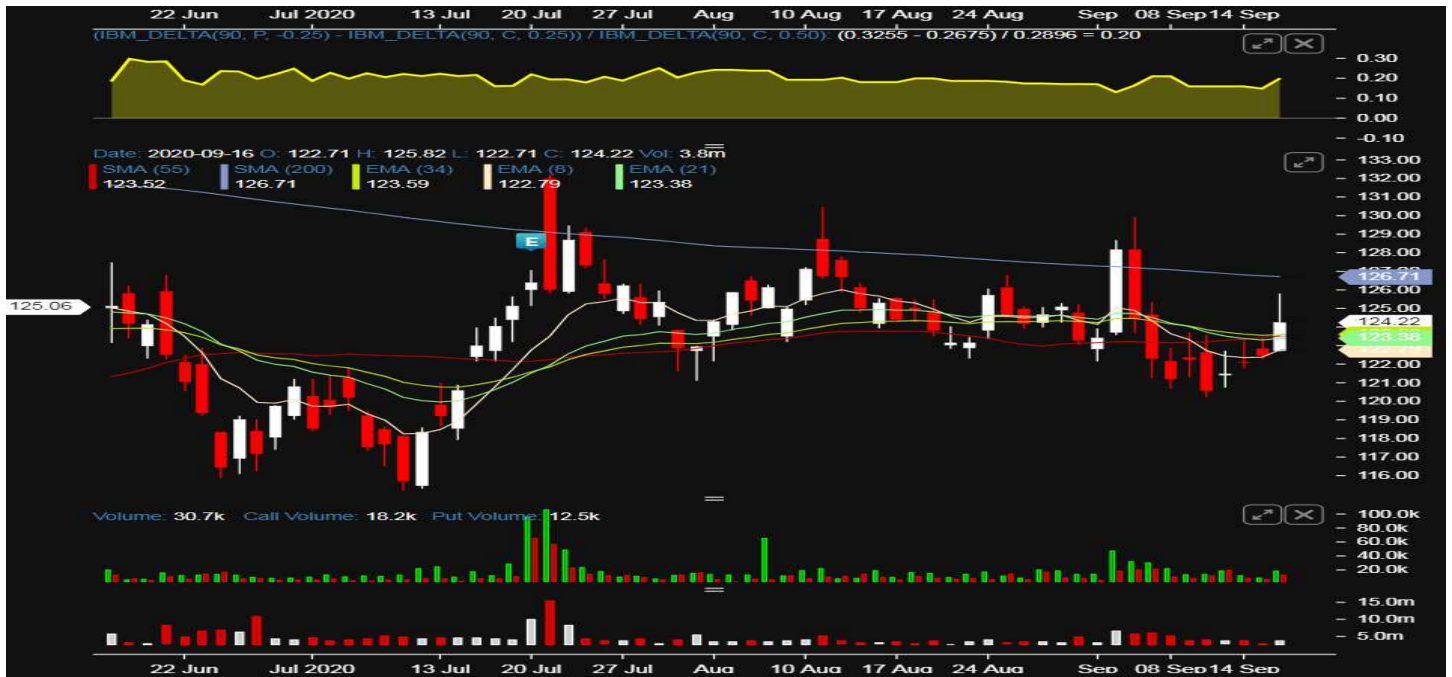 22 Jun Jul 2020 13 Jul 20 Jul 27 Jul Aug 10 Aug 17 Aug 24 Aug Sep 08 Sep 14 Sep
(IBM_DELTA(90, P, -0.25) - IBM_DELTA(90, C, 0.25)) / IBM_DELTA(90, C, 0.50): (0.3255 - 0.2675) / 0.2896 = 0.20
0.30
0.20
0.10
0.00
-0.10
Date: 2020-09-16 O: 122.71 H: 125.82 L: 122.71 C: 124.22 Vol: 3.8m
SMA (55) SMA (200) EMA (34) EMA (8) EMA (21)
123.52 126.71 123.59 122.79 123.38
133.00
132.00
131.00
130.00
129.00
E
128.00
126.71
126.00
125.06
125.00
124.22
123.38
122.00
121.00
120.00
119.00
118.00
117.00
116.00
Volume: 30.7k Call Volume: 18.2k Put Volume: 12.5k
100.0k
80.0k
60.0k
40.0k
20.0k
15.0m
10.0m
5.0m
22 Jun Jul 2020 13 Jul 20 Jul 27 Jul Aug 10 Aug 17 Aug 24 Aug Sep 08 Sep 14 Sep